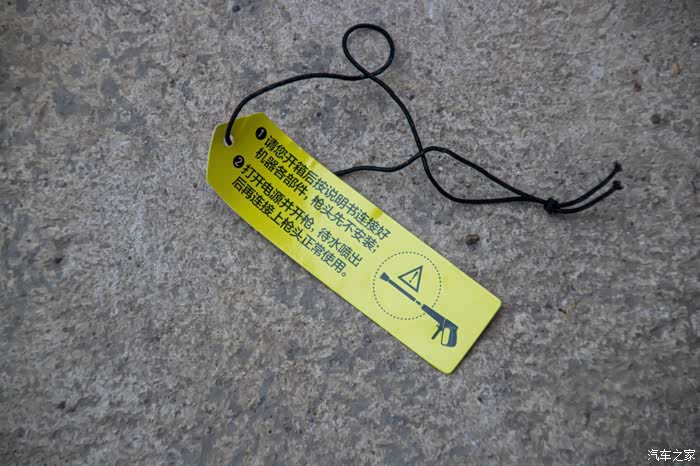 ❶ 请您开箱后按说明书连接好
机器各部件，枪头先不安装；
❷ 打开电源并开枪，待水喷出
后再连接上枪头正常使用。
汽车之家